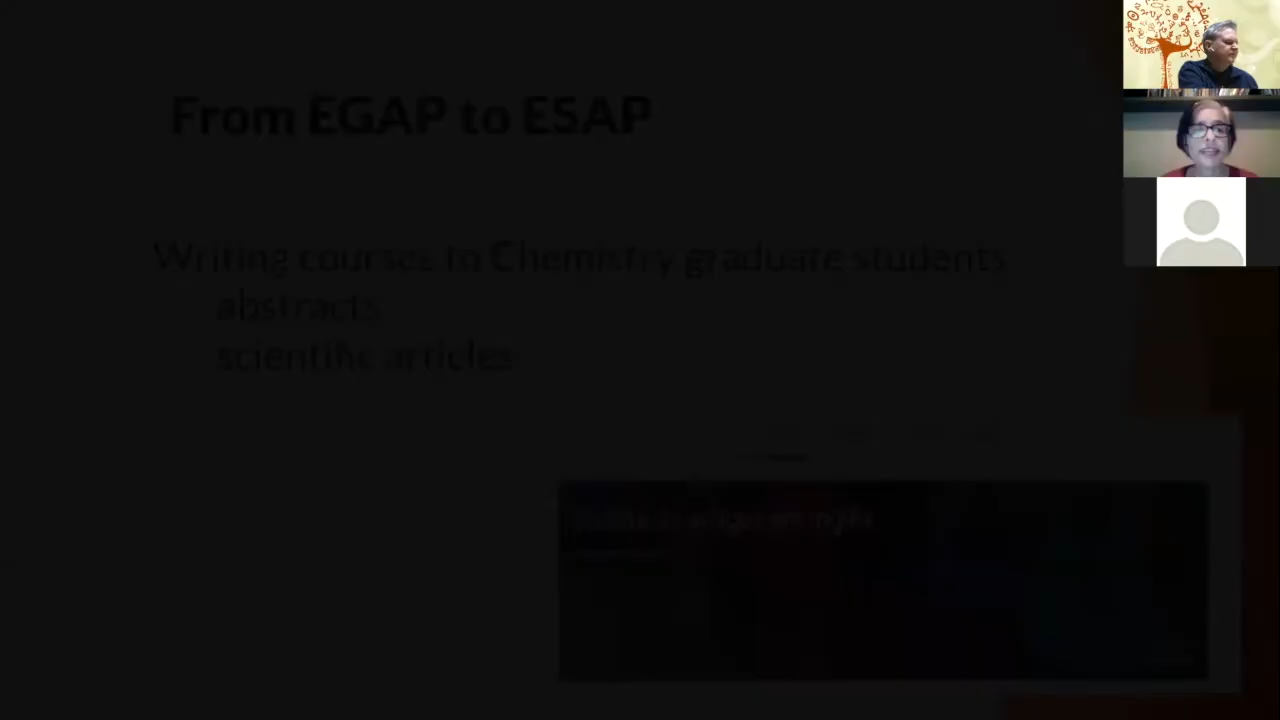 From EGAP to ESAP
Writing courses to Chemistry graduate students
abstracts
scientific articles